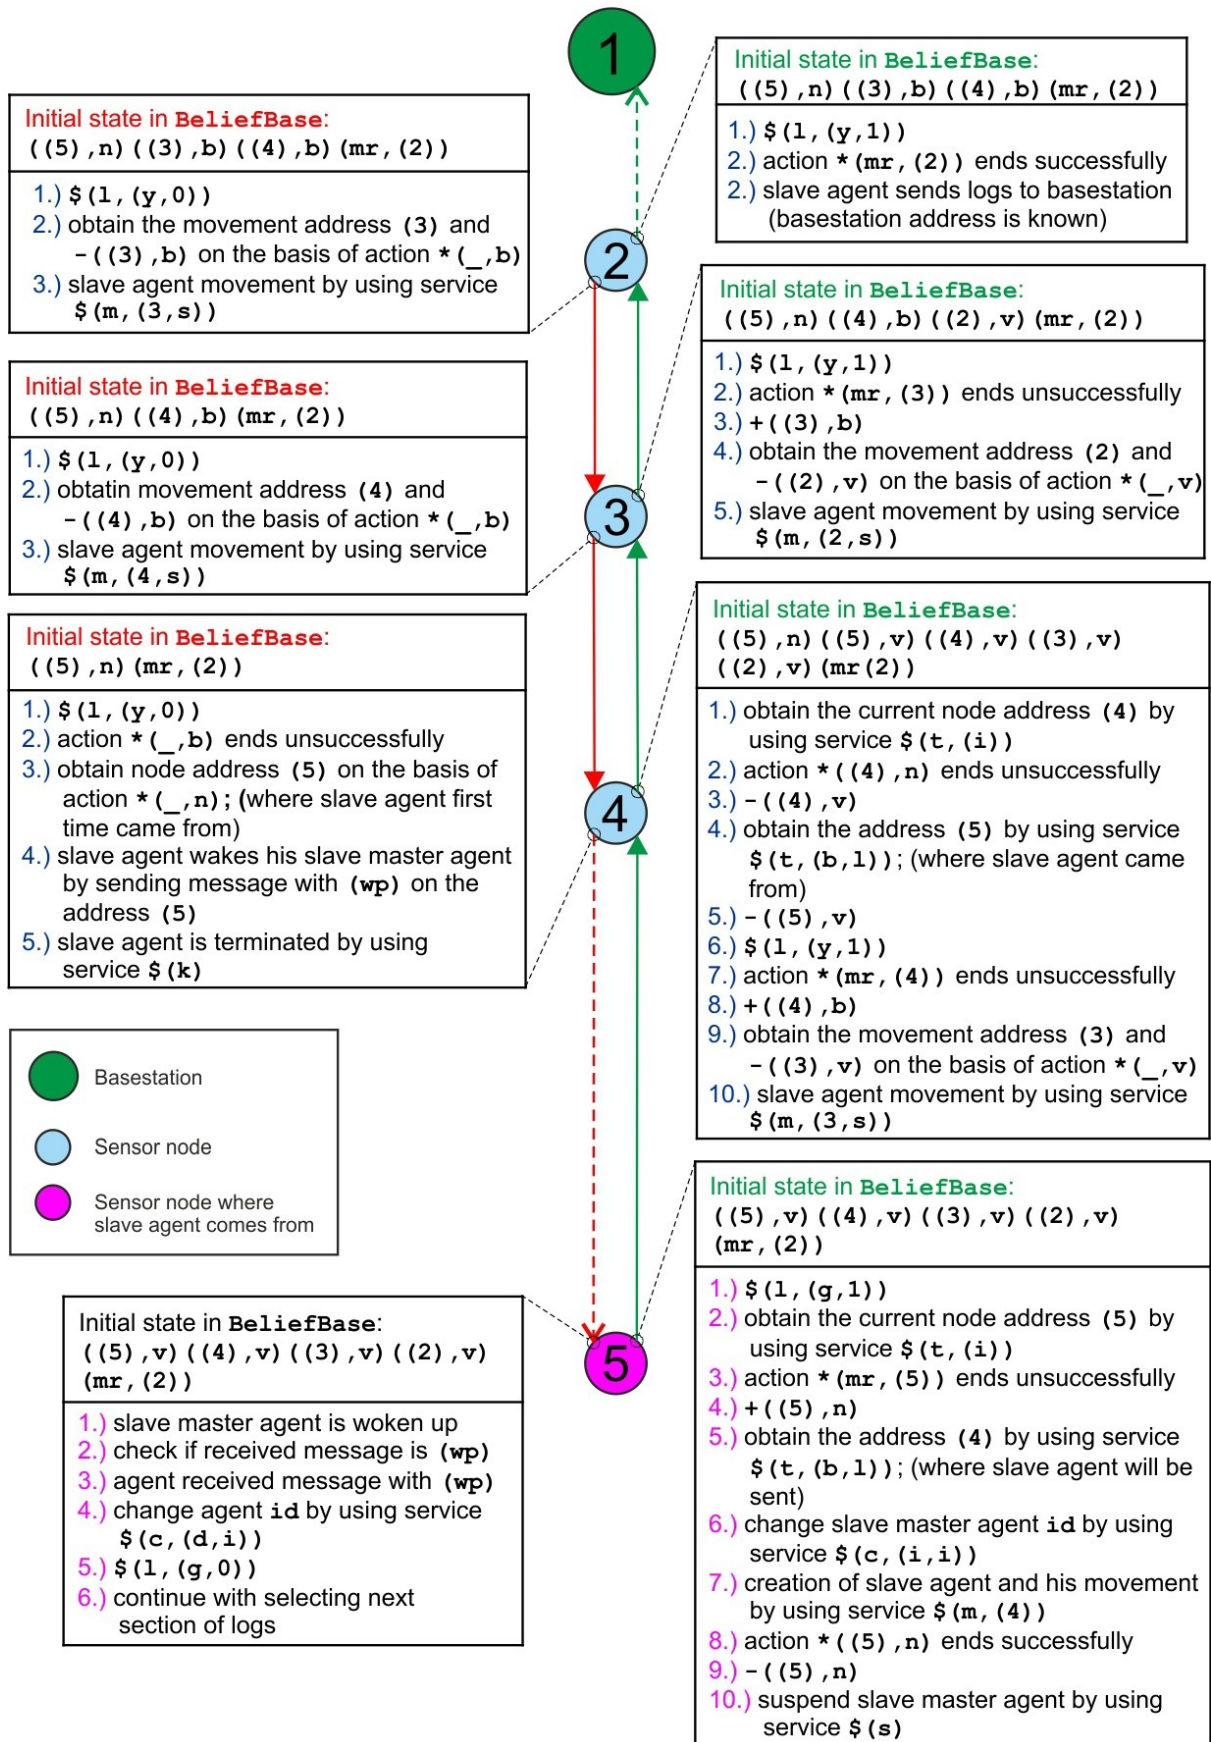 1
Initial state in BeliefBase:
((5),n)((3),b)((4),b)(mr,(2))
1.) $(l,(y,1))
2.) action *(mr,(2)) ends successfully
2.) slave agent sends logs to basestation
(basestation address is known)
Initial state in BeliefBase:
((5),n)((3),b)((4),b)(mr,(2))
1.) $(l,(y,0))
2.) obtain the movement address (3) and
-((3),b) on the basis of action *(_,b)
3.) slave agent movement by using service
$(m,(3,s))
2
Initial state in BeliefBase:
((5),n)((4),b)((2),v)(mr,(2))
1.) $(l,(y,1))
2.) action *(mr,(3)) ends unsuccessfully
3.) +((3),b)
4.) obtain the movement address (2) and
-((2),v) on the basis of action *(_,v)
5.) slave agent movement by using service
$(m,(2,s))
Initial state in BeliefBase:
((5),n)((4),b)(mr,(2))
1.) $(l,(y,0))
2.) obtatin movement address (4) and
-((4),b) on the basis of action *(_,b)
3.) slave agent movement by using service
$(m,(4,s))
3
Initial state in BeliefBase:
((5),n)((5),v)((4),v)((3),v)
((2),v)(mr(2))
1.) obtain the current node address (4) by
using service $(t,(i))
2.) action *((4),n) ends unsuccessfully
3.) -((4),v)
4.) obtain the address (5) by using service
$(t,(b,l)); (where slave agent came
from)
5.) -((5),v)
6.) $(l,(y,1))
7.) action *(mr,(4)) ends unsuccessfully
8.) +((4),b)
9.) obtain the movement address (3) and
-((3),v) on the basis of action *(_,v)
10.) slave agent movement by using service
$(m,(3,s))
Initial state in BeliefBase:
((5),n)(mr,(2))
1.) $(l,(y,0))
2.) action *(_,b) ends unsuccessfully
3.) obtain node address (5) on the basis of
action *(_,n); (where slave agent first
time came from)
4.) slave agent wakes his slave master agent
by sending message with (wp) on the
address (5)
5.) slave agent is terminated by using
service $(k)
4
Basestation
Sensor node
Sensor node where
slave agent comes from
Initial state in BeliefBase:
((5),v)((4),v)((3),v)((2),v)
(mr,(2))
1.) $(l,(g,1))
2.) obtain the current node address (5) by
using service $(t,(i))
3.) action *(mr,(5)) ends unsuccessfully
4.) +((5),n)
5.) obtain the address (4) by using service
$(t,(b,l)); (where slave agent will be
sent)
6.) change slave master agent id by using
service $(c,(i,i))
7.) creation of slave agent and his movement
by using service $(m,(4))
8.) action *((5),n) ends successfully
9.) -((5),n)
10.) suspend slave master agent by using
service $(s)
Initial state in BeliefBase:
((5),v)((4),v)((3),v)((2),v)
(mr,(2))
1.) slave master agent is woken up
2.) check if received message is (wp)
3.) agent received message with (wp)
4.) change agent id by using service
$(c,(d,i))
5.) $(l,(g,0))
6.) continue with selecting next
section of logs
5